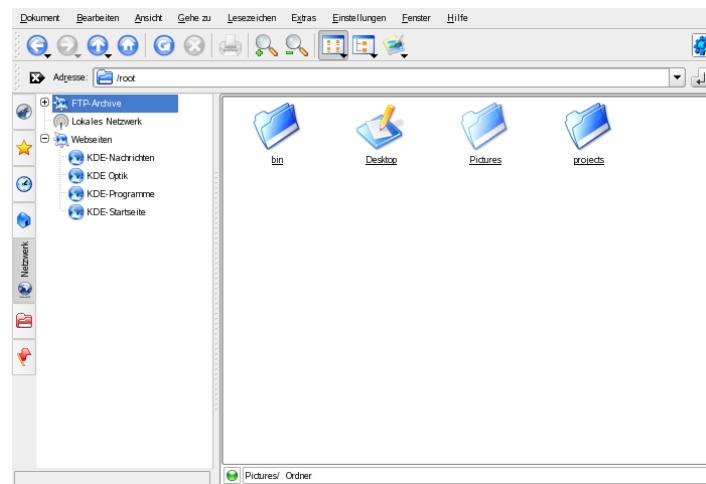 Dokument Bearbeiten Ansicht Gehe zu Lesezeichen Extras Einstellungen Fenster Hilfe
Adresse: /root
FTP-Archive
Lokales Netzwerk
Webseiten
KDE-Nachrichten
KDE Optik
KDE-Programme
KDE-Startseite
Netzwerk
bin Desktop Pictures projects
Pictures/ Ordner